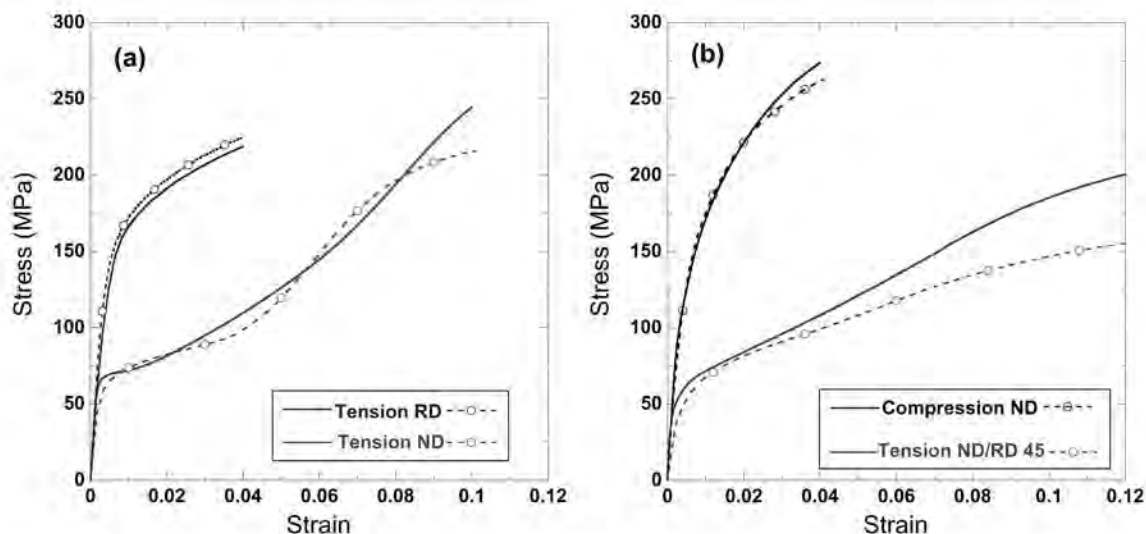 (a)
300
250
200
150
100
50
0
Stress (MPa)
0 0.02 0.04 0.06 0.08 0.1 0.12
Strain
Tension RD
Tension ND
(b)
300
250
200
150
100
50
0
Stress (MPa)
0 0.02 0.04 0.06 0.08 0.1 0.12
Strain
Compression ND
Tension ND/RD 45